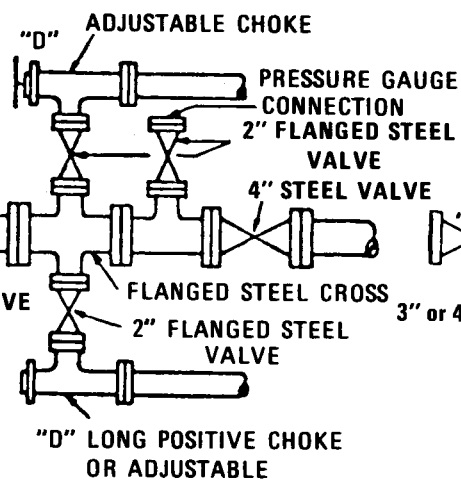 ADJUSTABLE CHOKE
"D"
PRESSURE GAUGE
CONNECTION
2" FLANGED STEEL
VALVE
4" STEEL VALVE
FLANGED STEEL CROSS
VE
3" or 4
2" FLANGED STEEL
VALVE
"D" LONG POSITIVE CHOKE
OR ADJUSTABLE